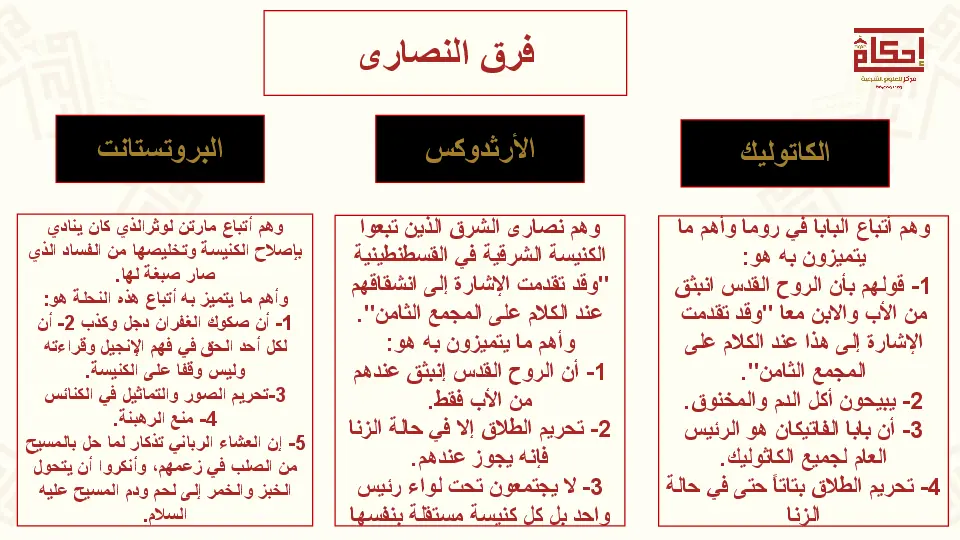 فرق النصارى
إحكام
مركز للعلوم الشرعية
الكاتوليك
وهم أتباع البابا في روما وأهم ما
يتميزون به هو:
1- قولهم بأن الروح القدس انبثق
من الأب والابن معا "وقد تقدمت
الإشارة إلى هذا عند الكلام على
المجمع الثامن".
2- يبيحون أكل الدم والمخنوق.
3- أن بابا الفاتيكان هو الرئيس
العام لجميع الكاثوليك.
4- تحريم الطلاق بتاتاً حتى في حالة
الزنا
الأرثدوكس
وهم نصارى الشرق الذين تبعوا
الكنيسة الشرقية في القسطنطينية
"وقد تقدمت الإشارة إلى انشقاقهم
عند الكلام على المجمع الثامن".
وأهم ما يتميزون به هو:
1- أن الروح القدس إنبثق عندهم
من الأب فقط.
2- تحريم الطلاق إلا في حالة الزنا
فإنه يجوز عندهم.
3- لا يجتمعون تحت لواء رئيس
واحد بل كل كنيسة مستقلة بنفسها
البروتستانت
وهم أتباع مارتن لوثرالذي كان ينادي
بإصلاح الكنيسة وتخليصها من الفساد الذي
صار صبغة لها.
وأهم ما يتميز به أتباع هذه النحلة هو:
1- أن صكوك الغفران دجل وكذب 2- أن
لكل أحد الحق في فهم الإنجيل وقراءته
وليس وقفا على الكنيسة.
3-تحريم الصور والتماثيل في الكنائس
4- منع الرهبنة.
5- إن العشاء الرباني تذكار لما حل بالمسيح
من الصلب في زعمهم، وأنكروا أن يتحول
الخبز والخمر إلى لحم ودم المسيح عليه
السلام.